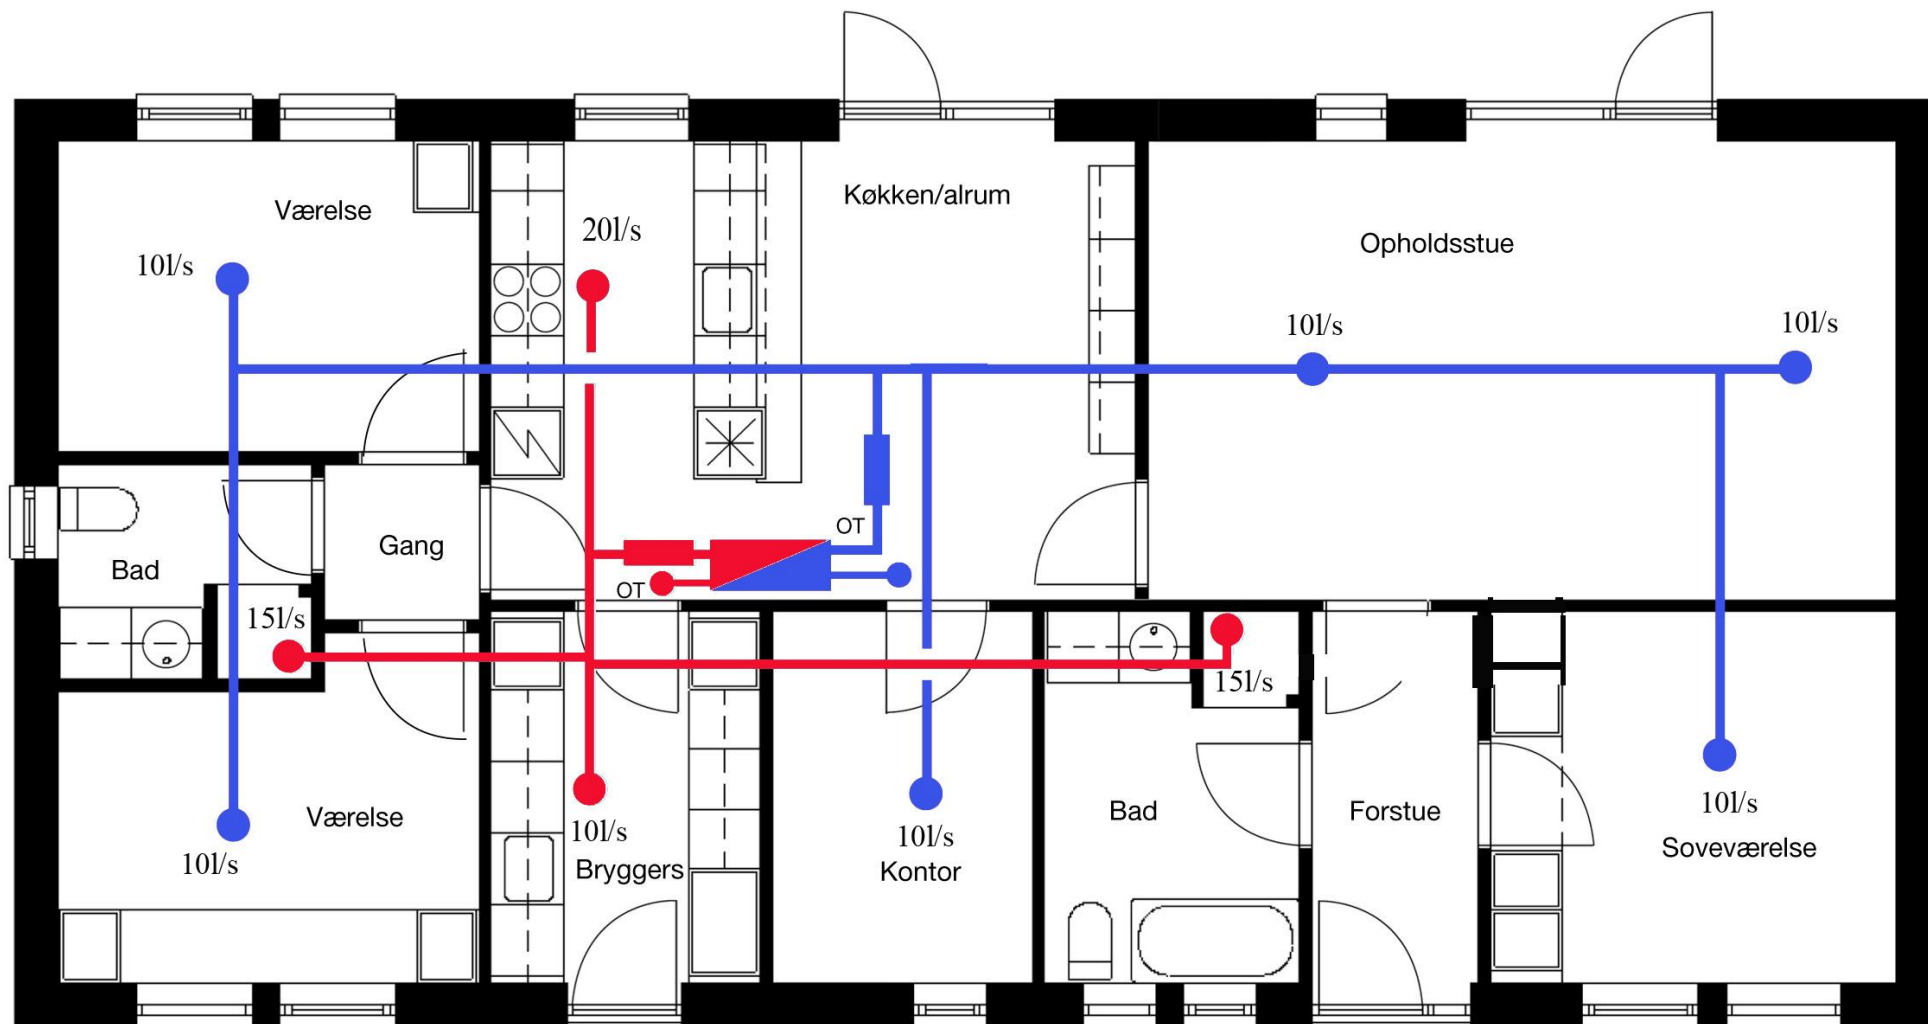 Værelse
10l/s
20l/s
Køkken/alrum
Opholdsstue
10l/s
10l/s
OT
OT
Gang
Bad
15l/s
15l/s
Værelse
10l/s
10l/s
Bryggers
10l/s
Kontor
Bad
Forstue
10l/s
Soveværelse